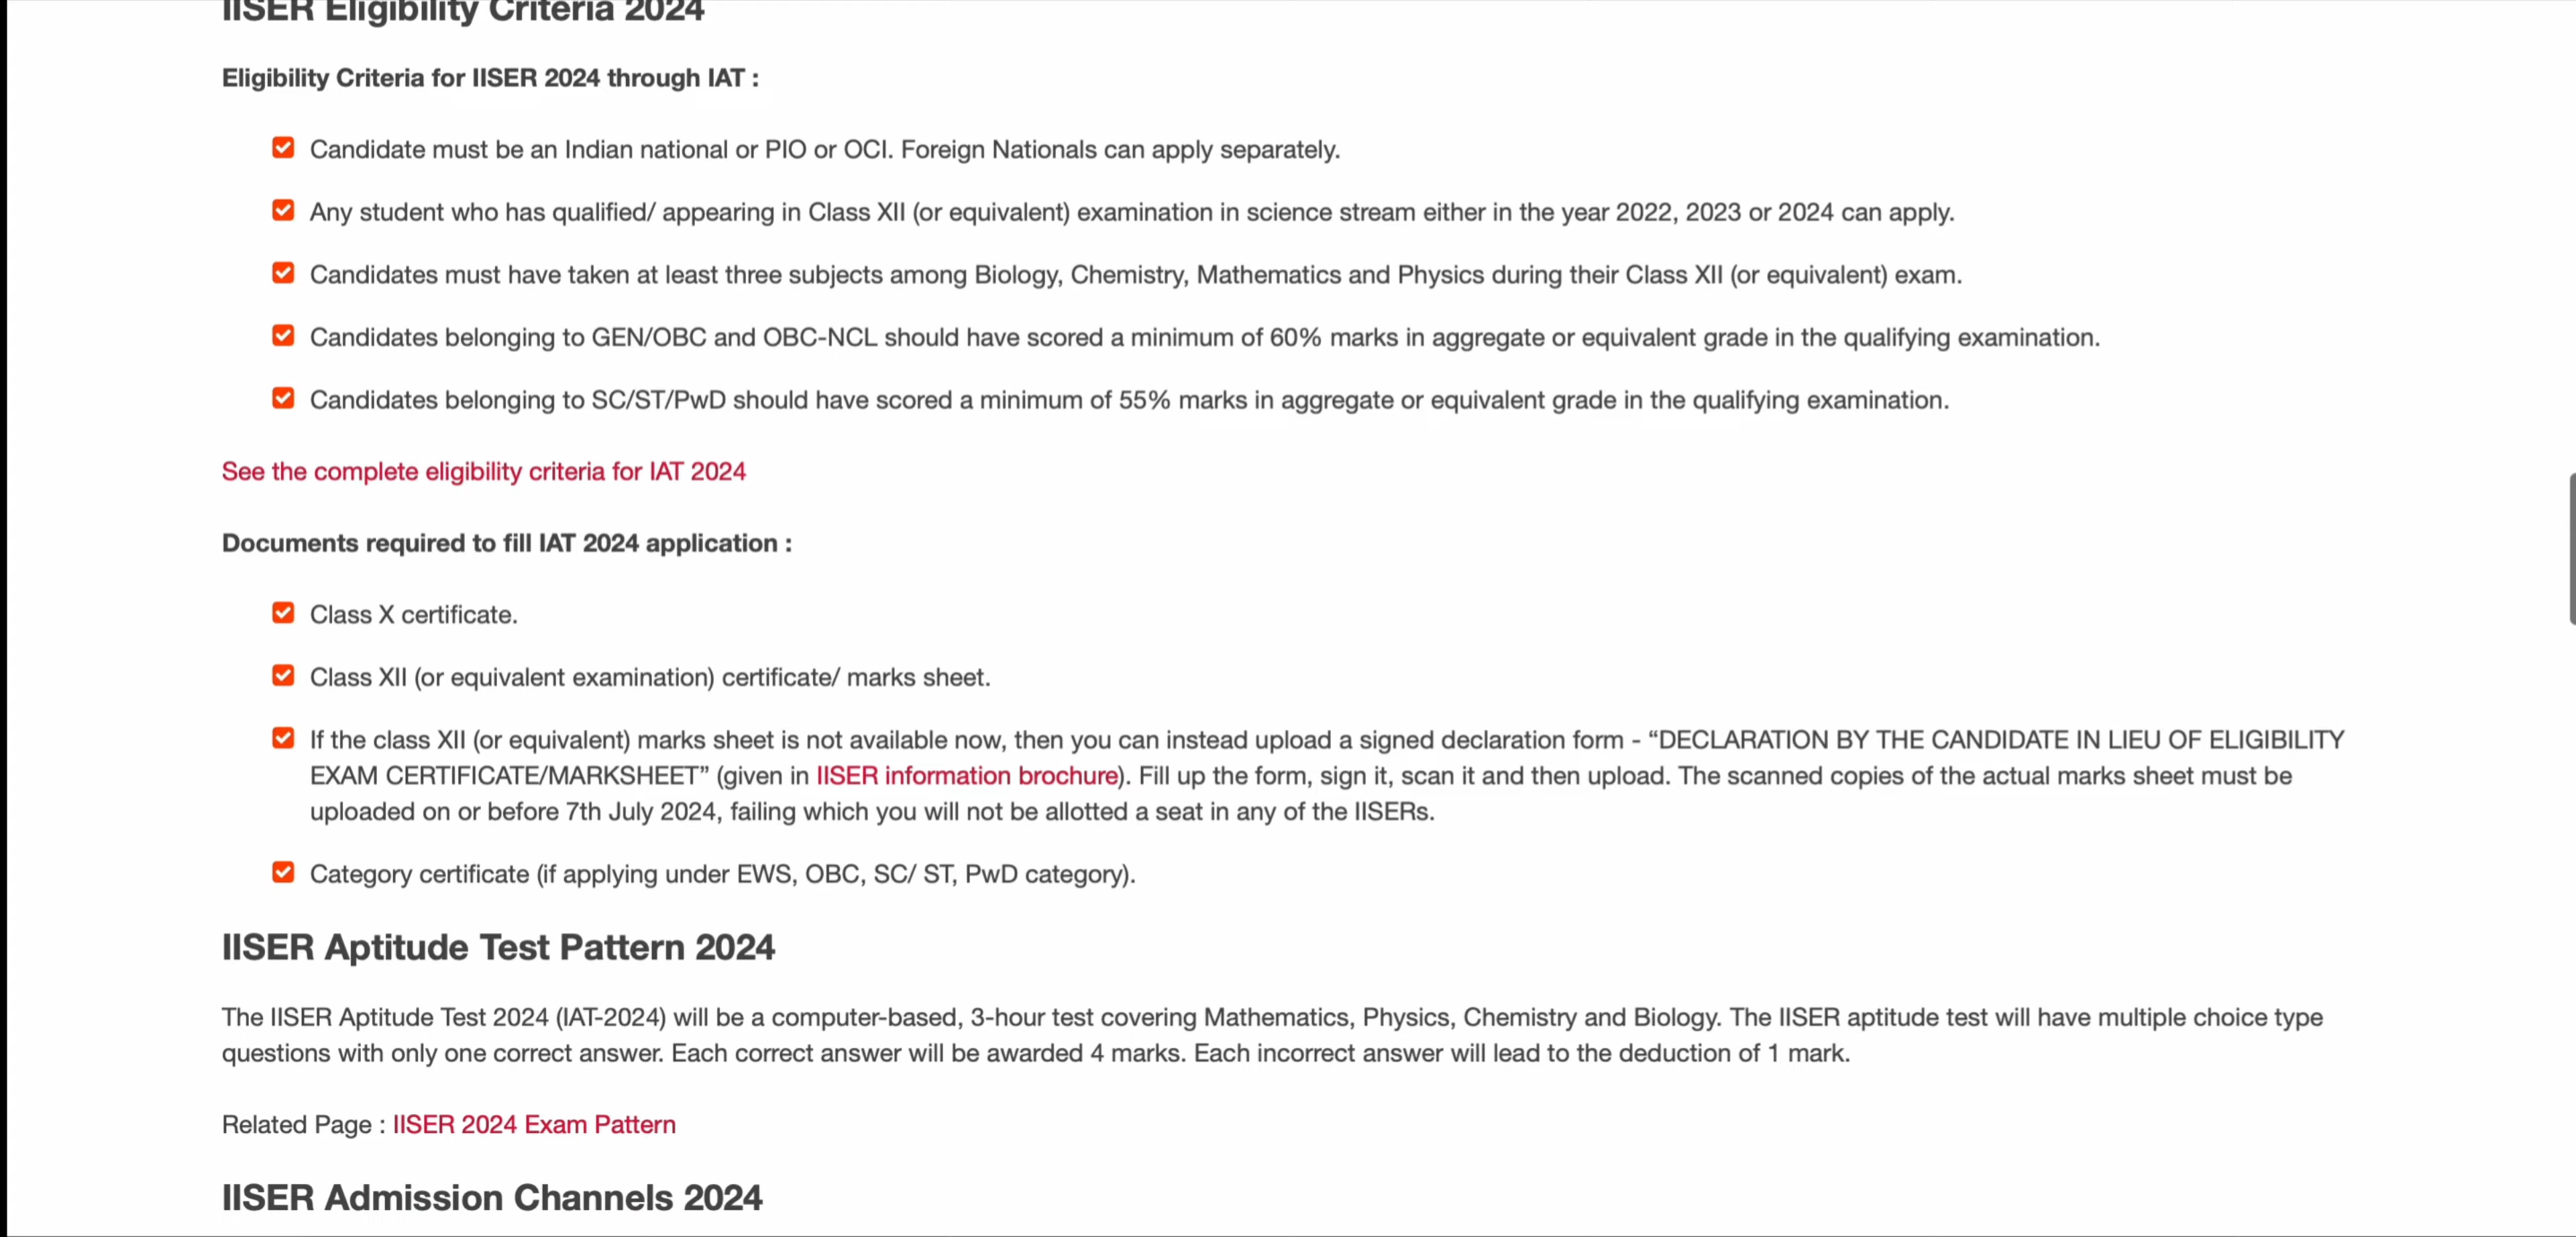 IISER Eligibility Criteria 2024
Eligibility Criteria for IISER 2024 through IAT :
Candidate must be an Indian national or PIO or OCI. Foreign Nationals can apply separately.
Any student who has qualified/ appearing in Class XII (or equivalent) examination in science stream either in the year 2022, 2023 or 2024 can apply.
Candidates must have taken at least three subjects among Biology, Chemistry, Mathematics and Physics during their Class XII (or equivalent) exam.
Candidates belonging to GEN/OBC and OBC-NCL should have scored a minimum of 60% marks in aggregate or equivalent grade in the qualifying examination.
Candidates belonging to SC/ST/PwD should have scored a minimum of 55% marks in aggregate or equivalent grade in the qualifying examination.
See the complete eligibility criteria for IAT 2024
Documents required to fill IAT 2024 application :
Class X certificate.
Class XII (or equivalent examination) certificate/ marks sheet.
If the class XII (or equivalent) marks sheet is not available now, then you can instead upload a signed declaration form - “DECLARATION BY THE CANDIDATE IN LIEU OF ELIGIBILITY
EXAM CERTIFICATE/MARKSHEET” (given in IISER information brochure). Fill up the form, sign it, scan it and then upload. The scanned copies of the actual marks sheet must be
uploaded on or before 7th July 2024, failing which you will not be allotted a seat in any of the IISERs.
Category certificate (if applying under EWS, OBC, SC/ ST, PwD category).
IISER Aptitude Test Pattern 2024
The IISER Aptitude Test 2024 (IAT-2024) will be a computer-based, 3-hour test covering Mathematics, Physics, Chemistry and Biology. The IISER aptitude test will have multiple choice type
questions with only one correct answer. Each correct answer will be awarded 4 marks. Each incorrect answer will lead to the deduction of 1 mark.
Related Page : IISER 2024 Exam Pattern
IISER Admission Channels 2024